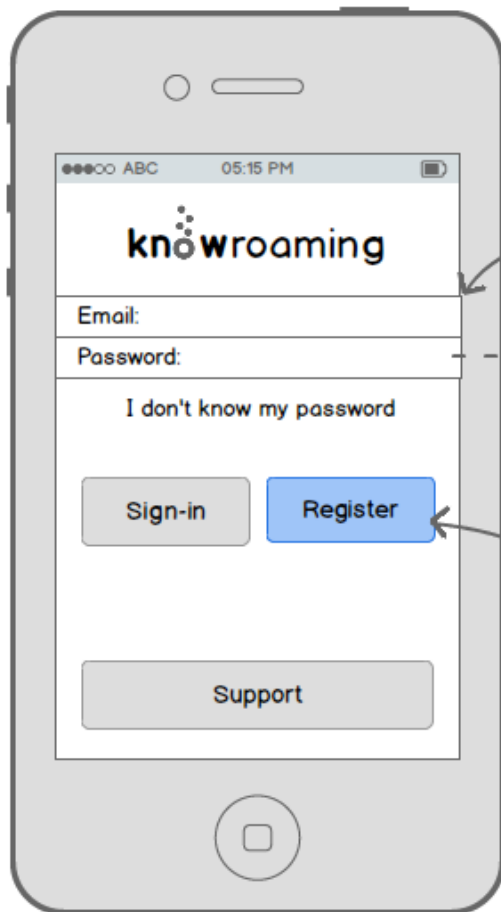 ABC 05:15 PM
knowroaming
Email:
Password:
I don't know my password
Sign-in Register
Support